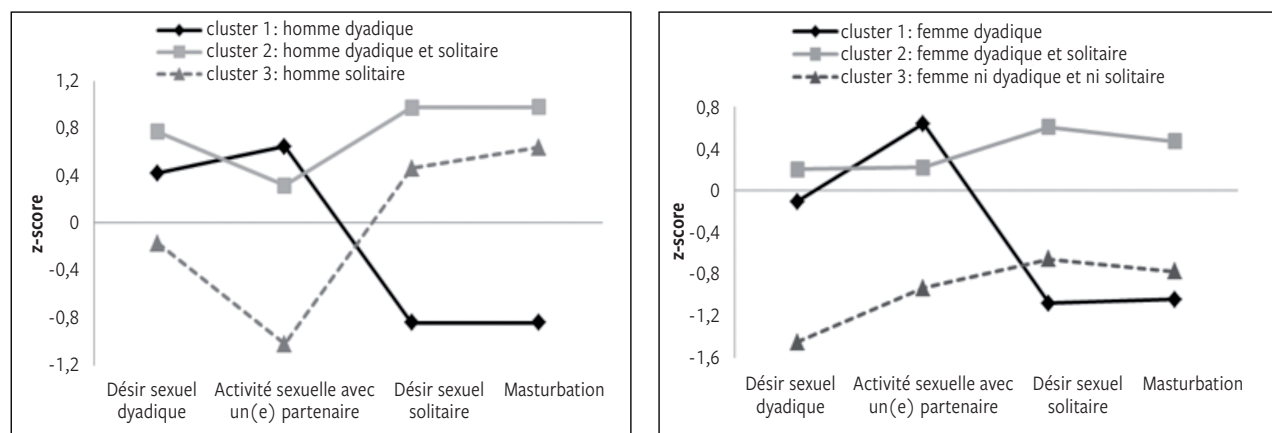 cluster 1: homme dyadique
cluster 2: homme dyadique et solitaire
cluster 3: homme solitaire
1,2
0,8
0,4
0
-0,4
-0,8
-1,2
z-score
Désir sexuel
dyadique
Activité sexuelle avec
un(e) partenaire
Désir sexuel
solitaire
Masturbation
cluster 1: femme dyadique
cluster 2: femme dyadique et solitaire
cluster 3: femme ni dyadique et ni solitaire
0,8
0,4
0
-0,4
-0,8
-1,2
-1,6
z-score
Désir sexuel
dyadique
Activité sexuelle avec
un(e) partenaire
Désir sexuel
solitaire
Masturbation